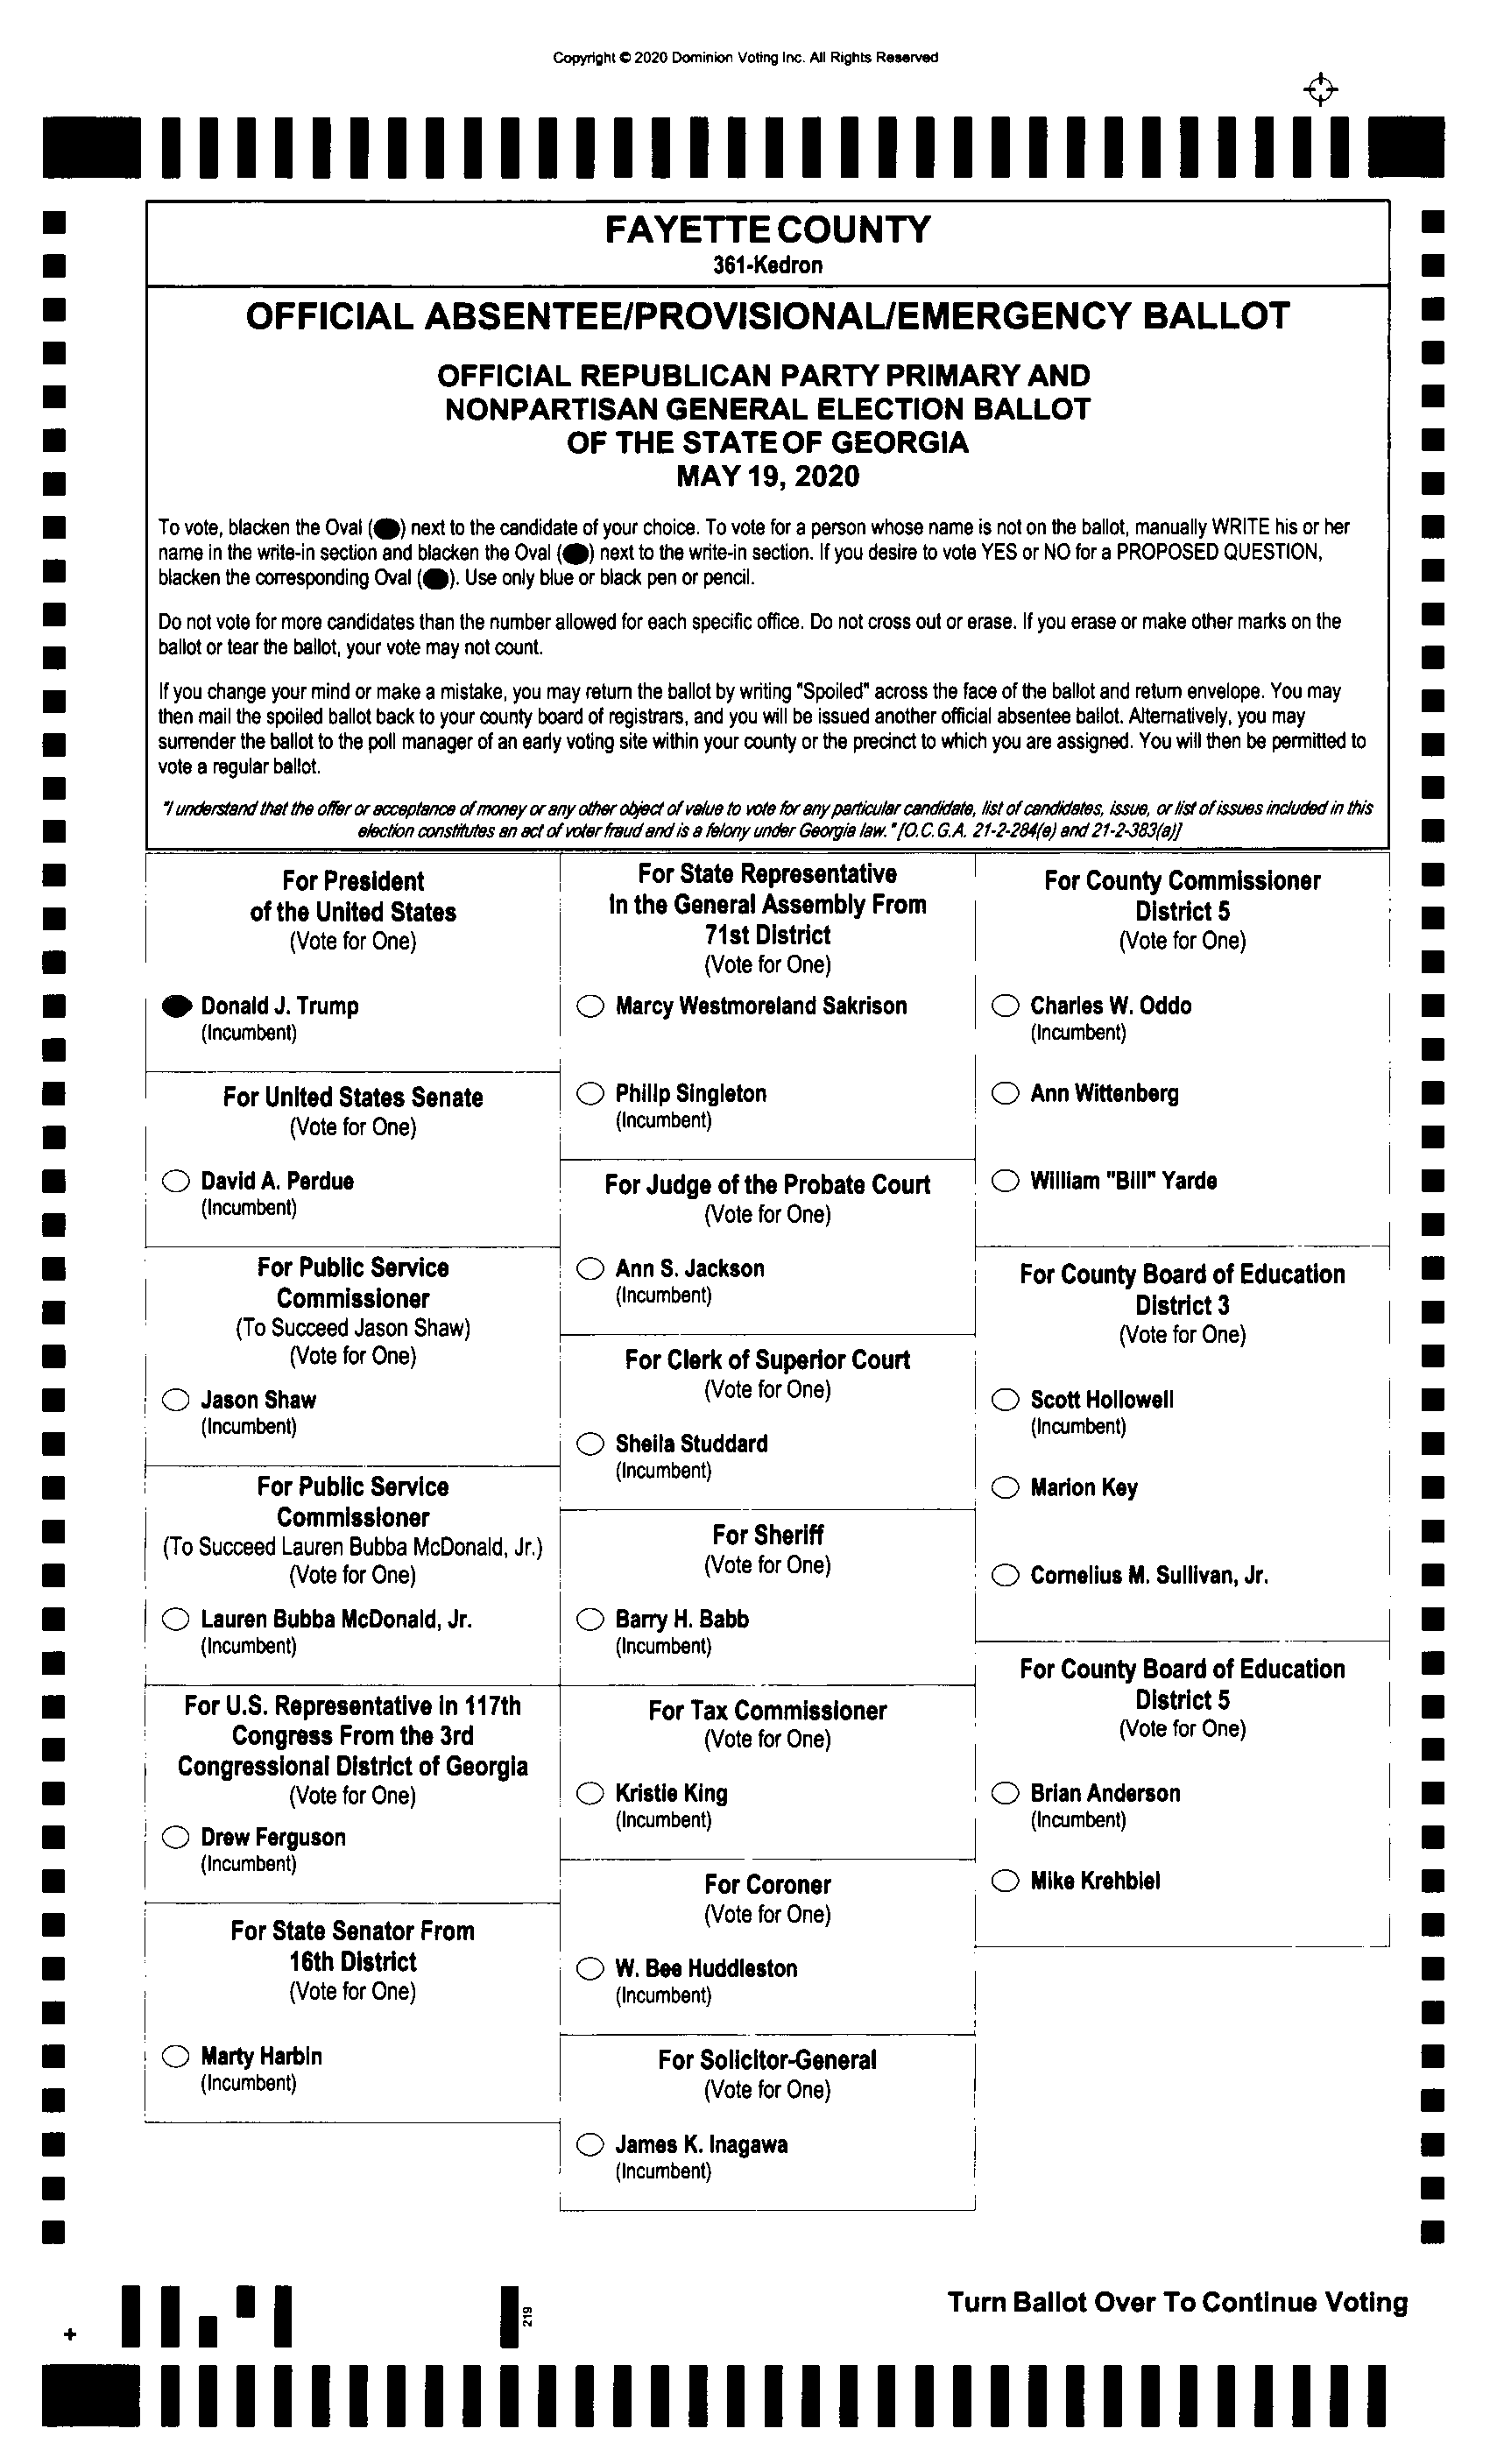 Copyright © 2020 Dominion Voting Inc. All Rights Reserved
FAYETTE COUNTY
361-Kedron
OFFICIAL ABSENTEE/PROVISIONAL/EMERGENCY BALLOT
OFFICIAL REPUBLICAN PARTY PRIMARY AND
NONPARTISAN GENERAL ELECTION BALLOT
OF THE STATE OF GEORGIA
MAY 19, 2020
To vote, blacken the Oval ( ) next to the candidate of your choice. To vote for a person whose name is not on the ballot, manually WRITE his or her
name in the write-in section and blacken the Oval ( ) next to the write-in section. If you desire to vote YES or NO for a PROPOSED QUESTION,
blacken the corresponding Oval ( ). Use only blue or black pen or pencil.
Do not vote for more candidates than the number allowed for each specific office. Do not cross out or erase. If you erase or make other marks on the
ballot or tear the ballot, your vote may not count.
If you change your mind or make a mistake, you may return the ballot by writing "Spoiled" across the face of the ballot and return envelope. You may
then mail the spoiled ballot back to your county board of registrars, and you will be issued another official absentee ballot. Alternatively, you may
surrender the ballot to the poll manager of an early voting site within your county or the precinct to which you are assigned. You will then be permitted to
vote a regular ballot.
"I understand that the offer or acceptance of money or any other object of value to vote for any particular candidate, list of candidates, issue, or list of issues included in this
election constitutes an act of voter fraud and is a felony under Georgia law." [O.C.G.A. 21-2-284(e) and 21-2-383(a)]
For President
of the United States
(Vote for One)
Donald J. Trump
(Incumbent)
For United States Senate
(Vote for One)
David A. Perdue
(Incumbent)
For Public Service
Commissioner
(To Succeed Jason Shaw)
(Vote for One)
Jason Shaw
(Incumbent)
For Public Service
Commissioner
(To Succeed Lauren Bubba McDonald, Jr.)
(Vote for One)
Lauren Bubba McDonald, Jr.
(Incumbent)
For U.S. Representative in 117th
Congress From the 3rd
Congressional District of Georgia
(Vote for One)
Drew Ferguson
(Incumbent)
For State Senator From
16th District
(Vote for One)
Marty Harbin
(Incumbent)
For State Representative
In the General Assembly From
71st District
(Vote for One)
Marcy Westmoreland Sakrison
Philip Singleton
(Incumbent)
For Judge of the Probate Court
(Vote for One)
Ann S. Jackson
(Incumbent)
For Clerk of Superior Court
(Vote for One)
Sheila Studdard
(Incumbent)
For Sheriff
(Vote for One)
Barry H. Babb
(Incumbent)
For Tax Commissioner
(Vote for One)
Kristie King
(Incumbent)
For Coroner
(Vote for One)
W. Bee Huddleston
(Incumbent)
For Solicitor-General
(Vote for One)
James K. Inagawa
(Incumbent)
For County Commissioner
District 5
(Vote for One)
Charles W. Oddo
(Incumbent)
Ann Wittenberg
William "Bill" Yarde
For County Board of Education
District 3
(Vote for One)
Scott Hollowell
(Incumbent)
Marion Key
Cornelius M. Sullivan, Jr.
For County Board of Education
District 5
(Vote for One)
Brian Anderson
(Incumbent)
Mike Krehbiel
219
Turn Ballot Over To Continue Voting
+